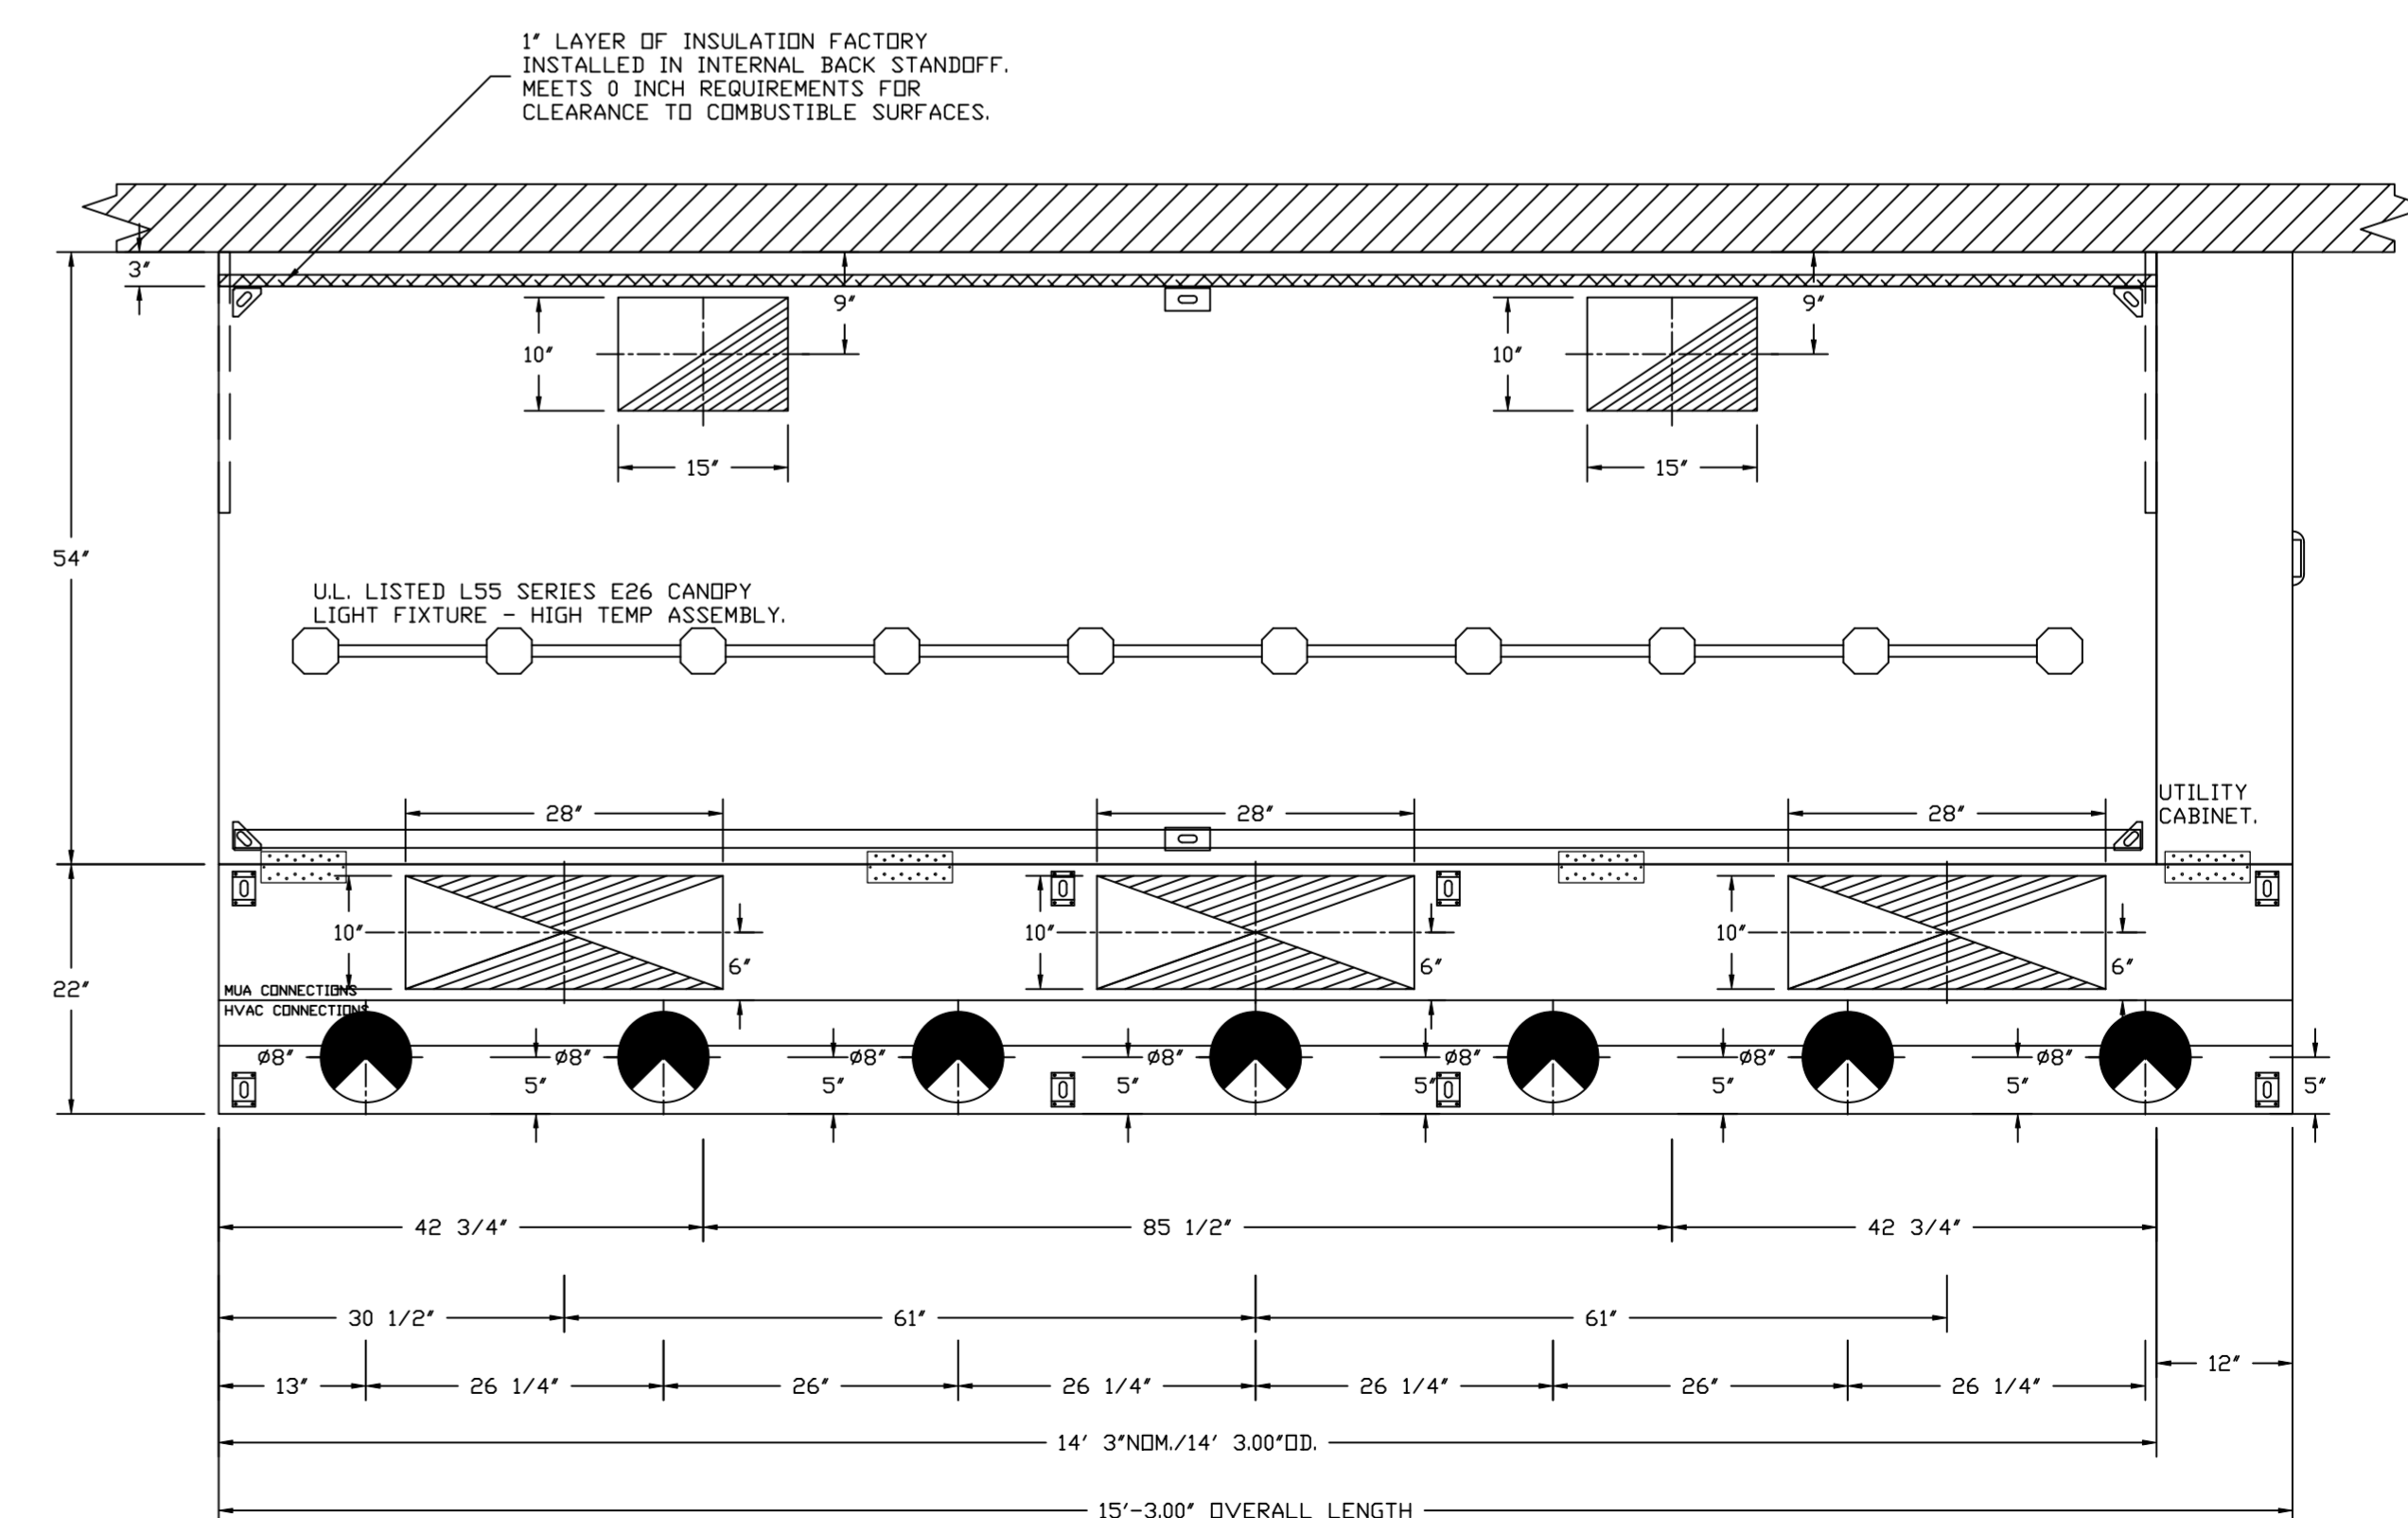 1" LAYER OF INSULATION FACTORY
INSTALLED IN INTERNAL BACK STANDOFF.
MEETS 0 INCH REQUIREMENTS FOR
CLEARANCE TO COMBUSTIBLE SURFACES.
3"
9"
9"
10"
10"
15"
15"
54"
U.L. LISTED L55 SERIES E26 CANOPY
LIGHT FIXTURE - HIGH TEMP ASSEMBLY.
UTILITY
CABINET.
28"
28"
28"
10"
10"
10"
6"
6"
6"
22"
MUA CONNECTIONS
HVAC CONNECTIONS
Ø8"
Ø8"
Ø8"
Ø8"
Ø8"
Ø8"
Ø8"
5"
5"
5"
5"
5"
5"
5"
42 3/4"
85 1/2"
42 3/4"
30 1/2"
61"
61"
12"
13"
26 1/4"
26"
26 1/4"
26 1/4"
26"
26 1/4"
14' 3"NOM./14' 3.00"OD.
15'-3.00" OVERALL LENGTH